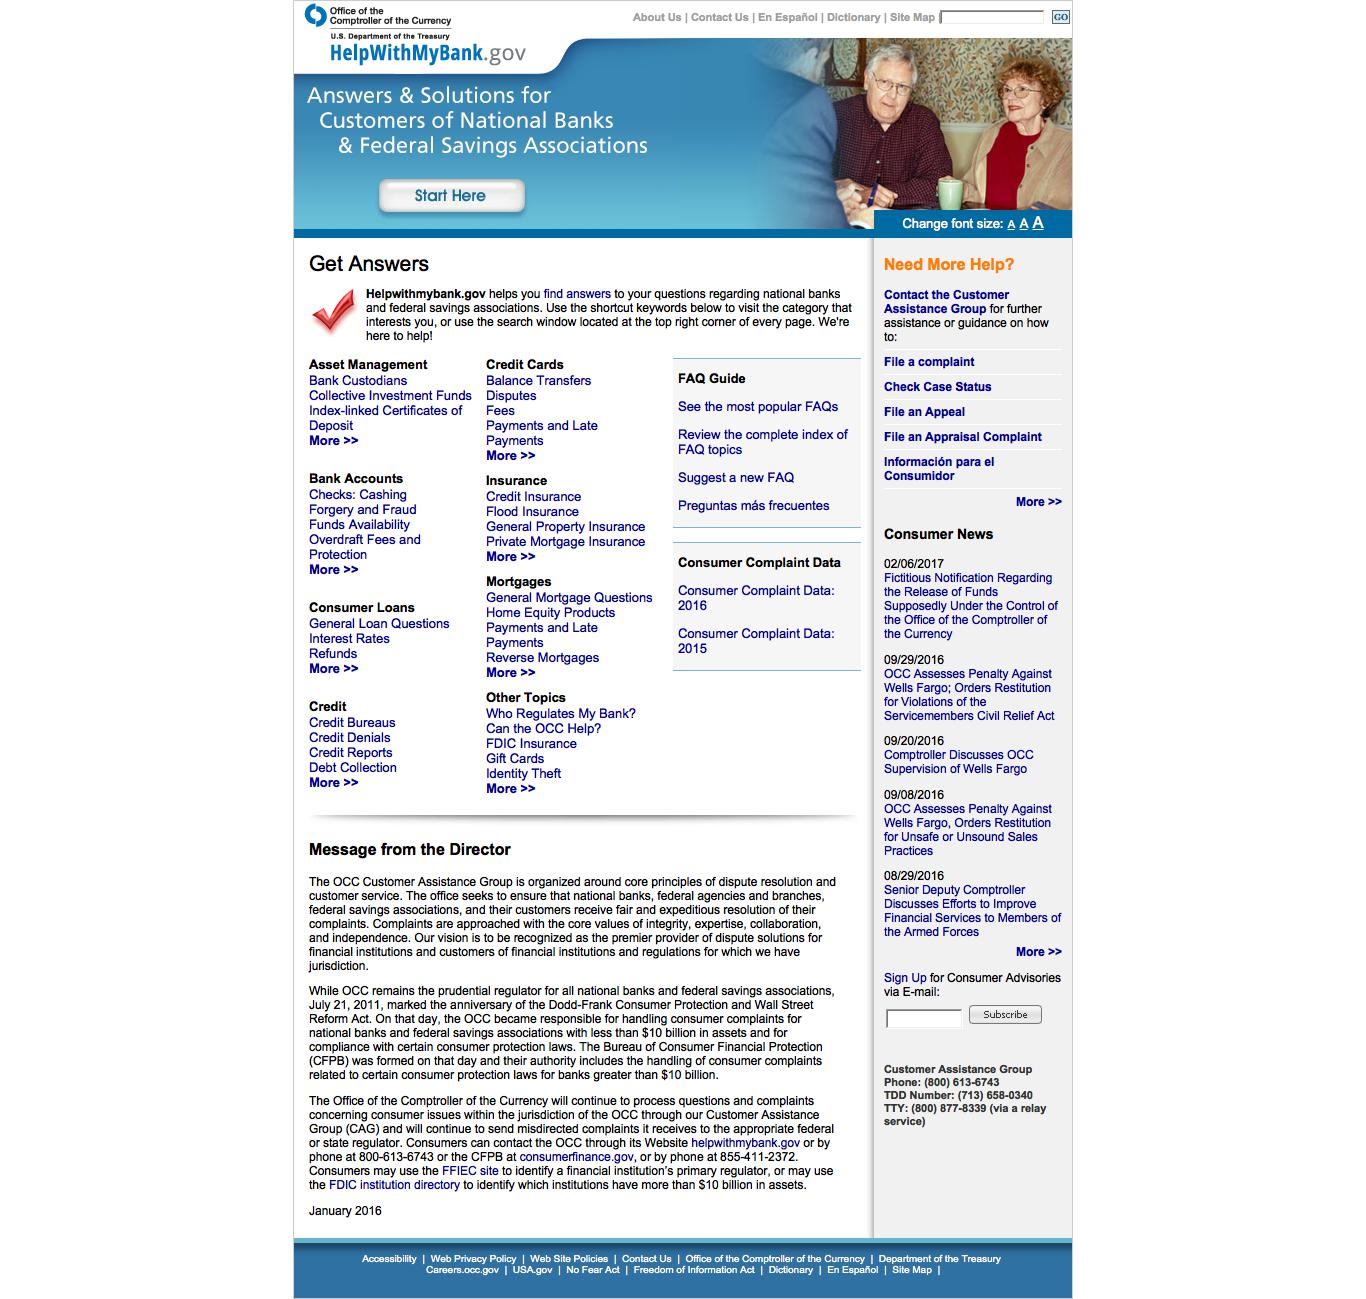 Office of the
Comptroller of the Currency
U.S. Department of the Treasury
HelpWithMyBank.gov
About Us | Contact Us | En Español | Dictionary | Site Map |
GO
Answers & Solutions for
Customers of National Banks
& Federal Savings Associations
Start Here
Change font size: A A A
Get Answers
Helpwithmybank.gov helps you find answers to your questions regarding national banks
and federal savings associations. Use the shortcut keywords below to visit the category that
interests you, or use the search window located at the top right corner of every page. We're
here to help!
Asset Management
Bank Custodians
Collective Investment Funds
Index-linked Certificates of
Deposit
More >>
Bank Accounts
Checks: Cashing
Forgery and Fraud
Funds Availability
Overdraft Fees and
Protection
More >>
Consumer Loans
General Loan Questions
Interest Rates
Refunds
More >>
Credit
Credit Bureaus
Credit Denials
Credit Reports
Debt Collection
More >>
Credit Cards
Balance Transfers
Disputes
Fees
Payments and Late
Payments
More >>
Insurance
Credit Insurance
Flood Insurance
General Property Insurance
Private Mortgage Insurance
More >>
Mortgages
General Mortgage Questions
Home Equity Products
Payments and Late
Payments
Reverse Mortgages
More >>
Other Topics
Who Regulates My Bank?
Can the OCC Help?
FDIC Insurance
Gift Cards
Identity Theft
More >>
FAQ Guide
See the most popular FAQs
Review the complete index of
FAQ topics
Suggest a new FAQ
Preguntas más frecuentes
Consumer Complaint Data
Consumer Complaint Data:
2016
Consumer Complaint Data:
2015
Message from the Director
The OCC Customer Assistance Group is organized around core principles of dispute resolution and
customer service. The office seeks to ensure that national banks, federal agencies and branches,
federal savings associations, and their customers receive fair and expeditious resolution of their
complaints. Complaints are approached with the core values of integrity, expertise, collaboration,
and independence. Our vision is to be recognized as the premier provider of dispute solutions for
financial institutions and customers of financial institutions and regulations for which we have
jurisdiction.
While OCC remains the prudential regulator for all national banks and federal savings associations,
July 21, 2011, marked the anniversary of the Dodd-Frank Consumer Protection and Wall Street
Reform Act. On that day, the OCC became responsible for handling consumer complaints for
national banks and federal savings associations with less than $10 billion in assets and for
compliance with certain consumer protection laws. The Bureau of Consumer Financial Protection
(CFPB) was formed on that day and their authority includes the handling of consumer complaints
related to certain consumer protection laws for banks greater than $10 billion.
The Office of the Comptroller of the Currency will continue to process questions and complaints
concerning consumer issues within the jurisdiction of the OCC through our Customer Assistance
Group (CAG) and will continue to send misdirected complaints it receives to the appropriate federal
or state regulator. Consumers can contact the OCC through its Website helpwithmybank.gov or by
phone at 800-613-6743 or the CFPB at consumerfinance.gov, or by phone at 855-411-2372.
Consumers may use the FFIEC site to identify a financial institution's primary regulator, or may use
the FDIC institution directory to identify which institutions have more than $10 billion in assets.
January 2016
Need More Help?
Contact the Customer
Assistance Group for further
assistance or guidance on how
to:
File a complaint
Check Case Status
File an Appeal
File an Appraisal Complaint
Información para el
Consumidor
More >>
Consumer News
02/06/2017
Fictitious Notification Regarding
the Release of Funds
Supposedly Under the Control of
the Office of the Comptroller of
the Currency
09/29/2016
OCC Assesses Penalty Against
Wells Fargo; Orders Restitution
for Violations of the
Servicemembers Civil Relief Act
09/20/2016
Comptroller Discusses OCC
Supervision of Wells Fargo
09/08/2016
OCC Assesses Penalty Against
Wells Fargo, Orders Restitution
for Unsafe or Unsound Sales
Practices
08/29/2016
Senior Deputy Comptroller
Discusses Efforts to Improve
Financial Services to Members of
the Armed Forces
More >>
Sign Up for Consumer Advisories
via E-mail:
Subscribe
Customer Assistance Group
Phone: (800) 613-6743
TDD Number: (713) 658-0340
TTY: (800) 877-8339 (via a relay
service)
Accessibility | Web Privacy Policy | Web Site Policies | Contact Us | Office of the Comptroller of the Currency | Department of the Treasury
Careers.occ.gov | USA.gov | No Fear Act | Freedom of Information Act | Dictionary | En Español | Site Map |